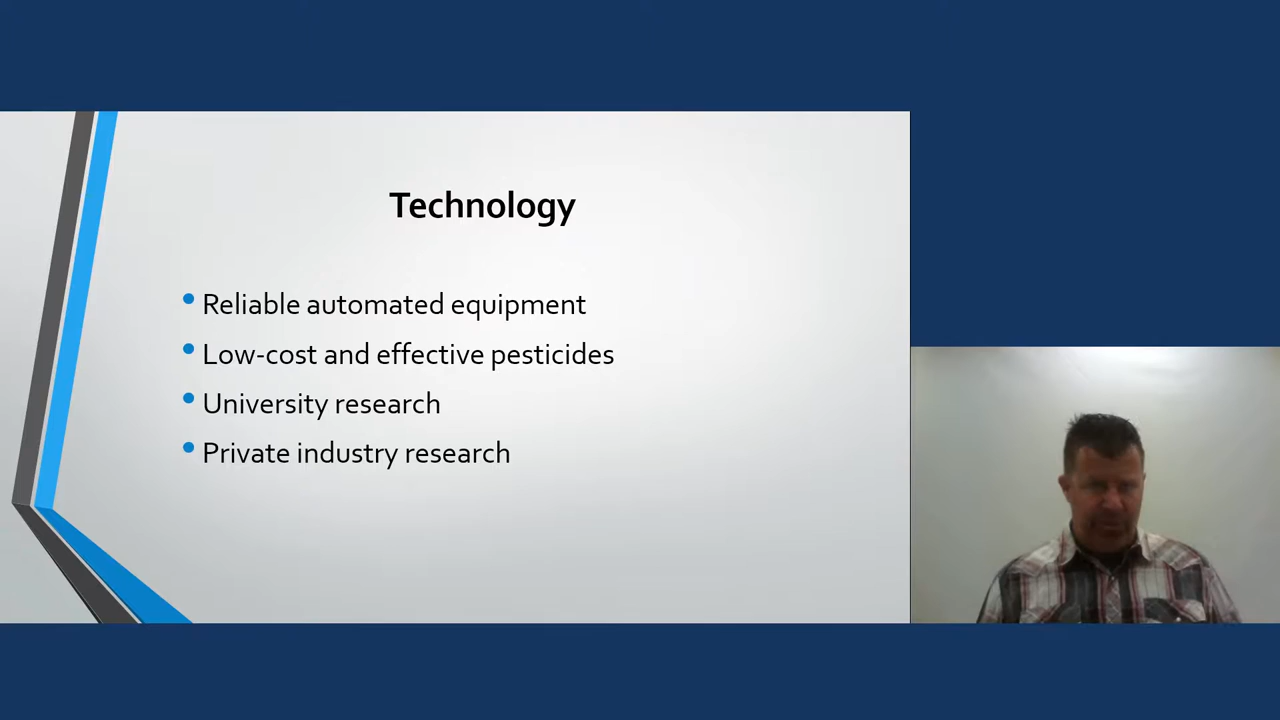 Technology
Reliable automated equipment
Low-cost and effective pesticides
University research
Private industry research